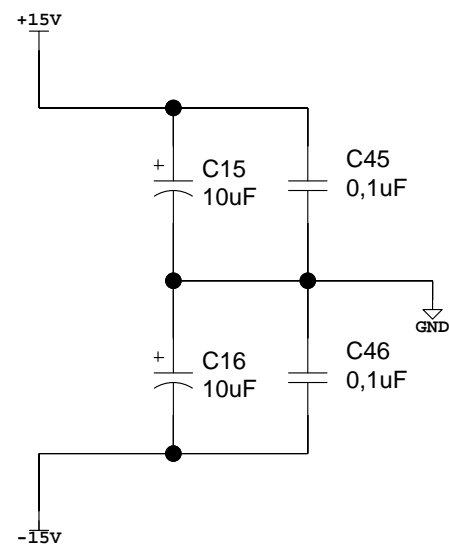 +15V
+
C15
10uF
C45
0,1uF
GND
+
C16
10uF
C46
0,1uF
-15V